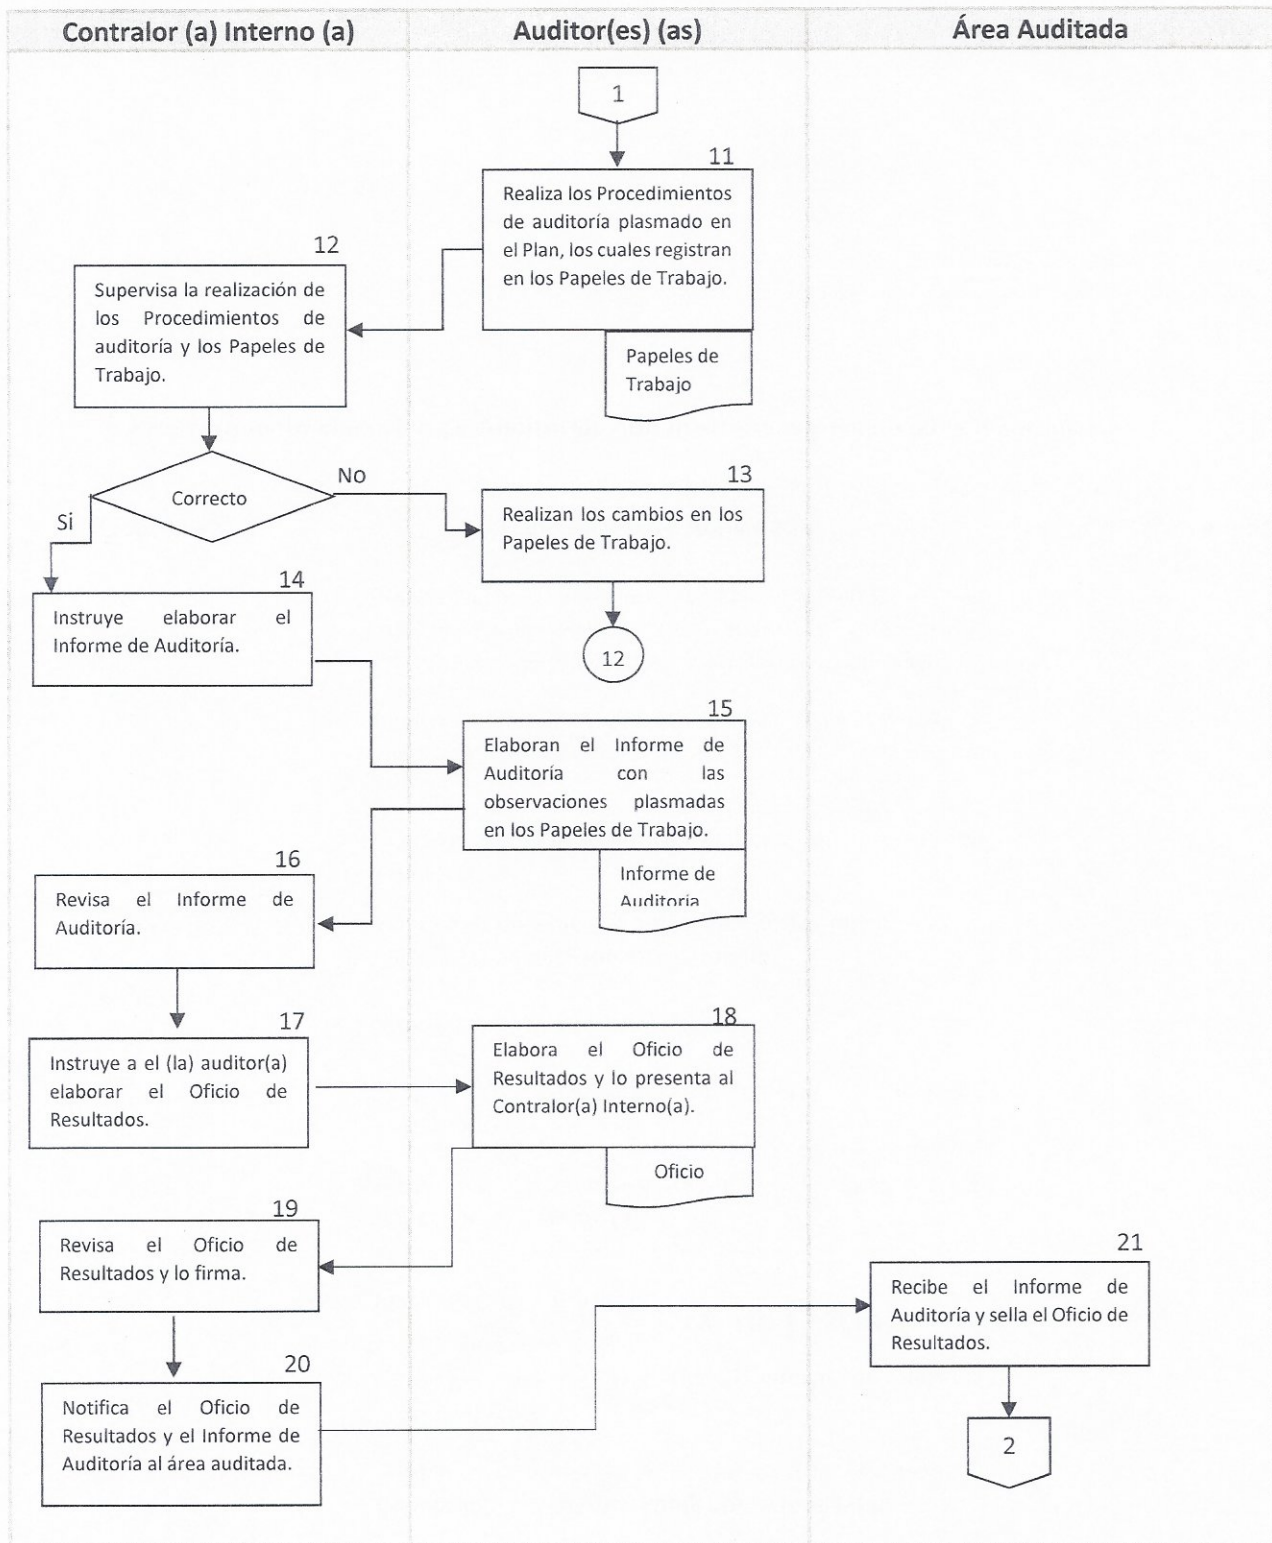 Contralor (a) Interno (a)
Auditor(es) (as)
Área Auditada
1
11
Realiza los Procedimientos
de auditoría plasmado en
el Plan, los cuales registran
en los Papeles de Trabajo.
Papeles de
Trabajo
12
Supervisa la realización de
los Procedimientos de
auditoría y los Papeles de
Trabajo.
Correcto
No
Si
13
Realizan los cambios en los
Papeles de Trabajo.
12
14
Instruye elaborar el
Informe de Auditoría.
15
Elaboran el Informe de
Auditoría con las
observaciones plasmadas
en los Papeles de Trabajo.
Informe de
Auditoría
16
Revisa el Informe de
Auditoría.
17
Instruye a el (la) auditor(a)
elaborar el Oficio de
Resultados.
18
Elabora el Oficio de
Resultados y lo presenta al
Contralor(a) Interno(a).
Oficio
19
Revisa el Oficio de
Resultados y lo firma.
20
Notifica el Oficio de
Resultados y el Informe de
Auditoría al área auditada.
21
Recibe el Informe de
Auditoría y sella el Oficio de
Resultados.
2